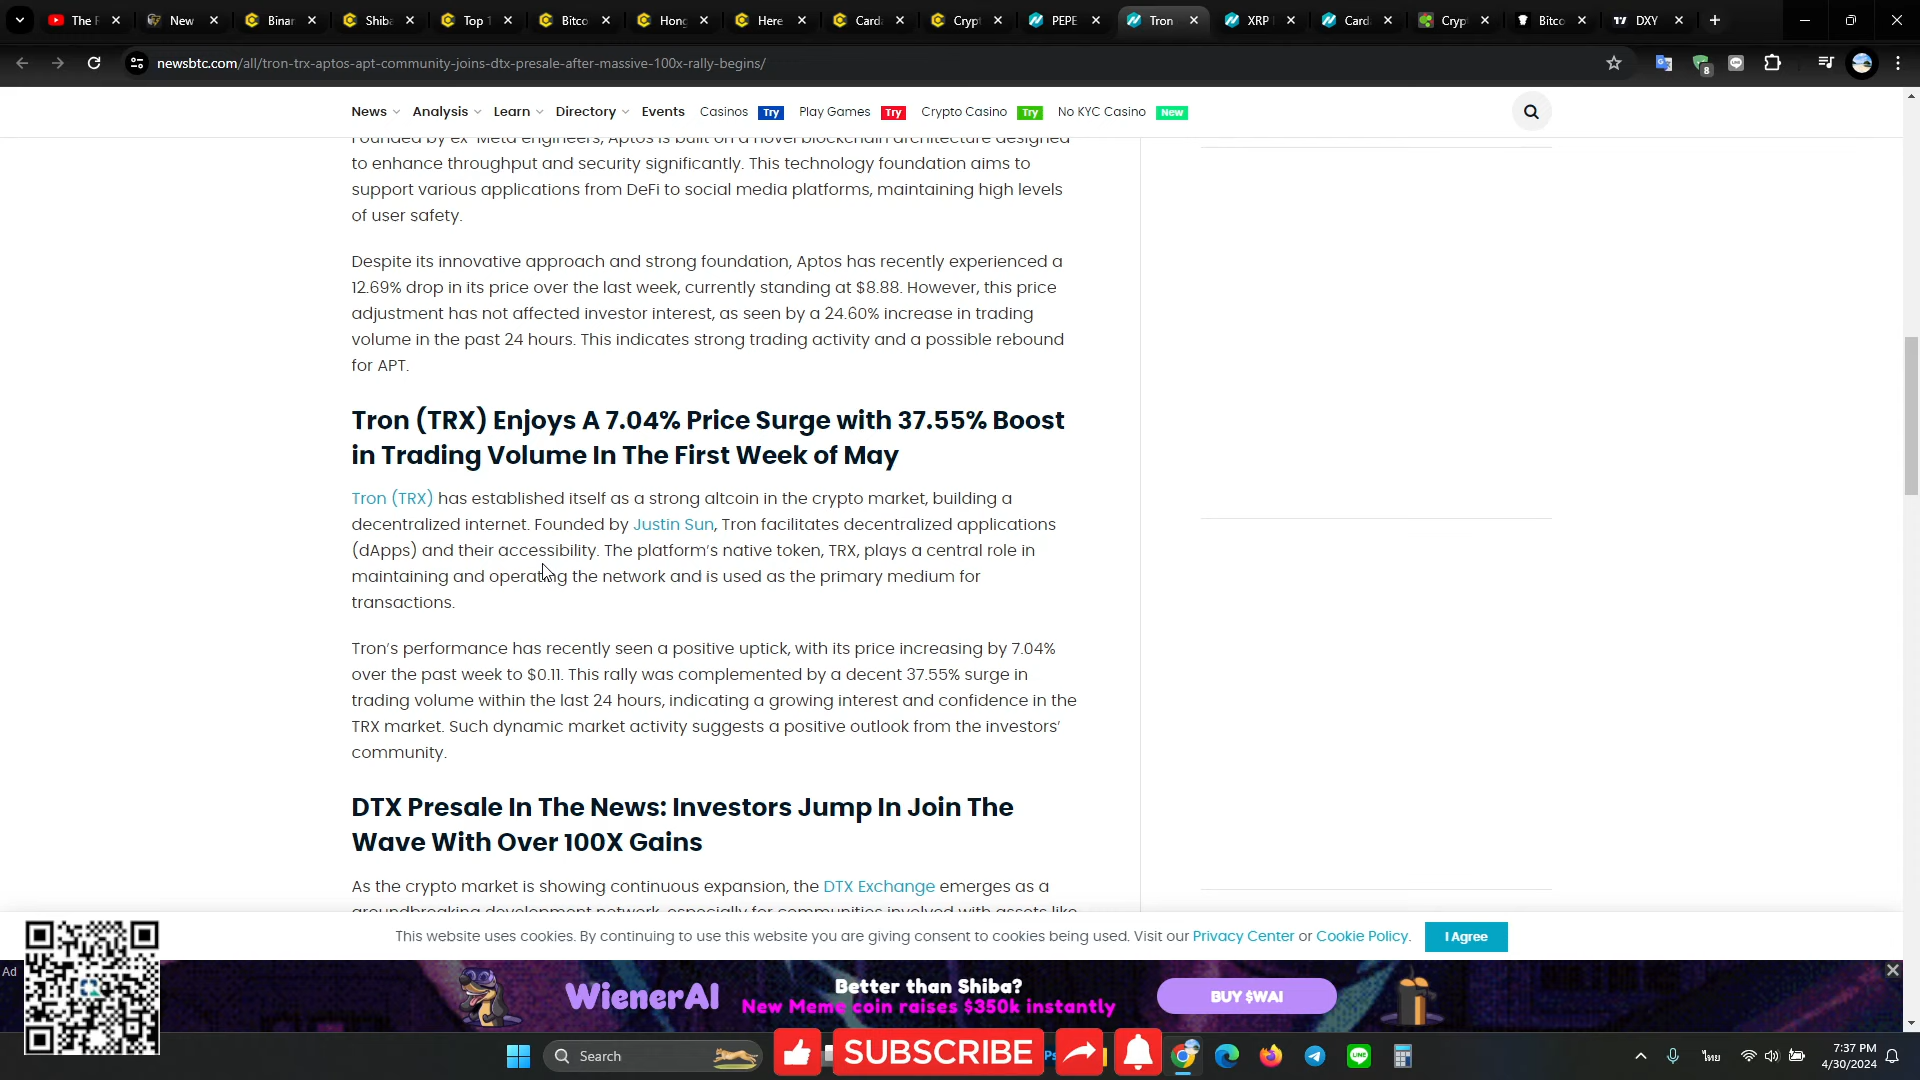 The F
New
Binar
Shiba
Top 1
Bitco
Hong
Here
Carda
Crypt
PEPE
Tron
XRP
Card
Cryp
Bitco
DXY
newsbtc.com/all/tron-trx-aptos-apt-community-joins-dtx-presale-after-massive-100x-rally-begins/
8
News Analysis Learn Directory Events Casinos Try Play Games Try Crypto Casino Try No KYC Casino New
Founded by ex-Meta engineers, Aptos is built on a novel blockchain architecture designed
to enhance throughput and security significantly. This technology foundation aims to
support various applications from DeFi to social media platforms, maintaining high levels
of user safety.
Despite its innovative approach and strong foundation, Aptos has recently experienced a
12.69% drop in its price over the last week, currently standing at $8.88. However, this price
adjustment has not affected investor interest, as seen by a 24.60% increase in trading
volume in the past 24 hours. This indicates strong trading activity and a possible rebound
for APT.
Tron (TRX) Enjoys A 7.04% Price Surge with 37.55% Boost
in Trading Volume In The First Week of May
Tron (TRX) has established itself as a strong altcoin in the crypto market, building a
decentralized internet. Founded by Justin Sun, Tron facilitates decentralized applications
(dApps) and their accessibility. The platform's native token, TRX, plays a central role in
maintaining and operating the network and is used as the primary medium for
transactions.
Tron's performance has recently seen a positive uptick, with its price increasing by 7.04%
over the past week to $0.11. This rally was complemented by a decent 37.55% surge in
trading volume within the last 24 hours, indicating a growing interest and confidence in the
TRX market. Such dynamic market activity suggests a positive outlook from the investors'
community.
DTX Presale In The News: Investors Jump In Join The
Wave With Over 100X Gains
As the crypto market is showing continuous expansion, the DTX Exchange emerges as a
groundbreaking development network, especially for communities involved with assets like
This website uses cookies. By continuing to use this website you are giving consent to cookies being used. Visit our Privacy Center or Cookie Policy.
I Agree
Ad
WienerAI
Better than Shiba?
New Meme coin raises $350k instantly
BUY $WAI
Search
SUBSCRIBE
Ps
LINE
ไทย
7:37 PM
4/30/2024